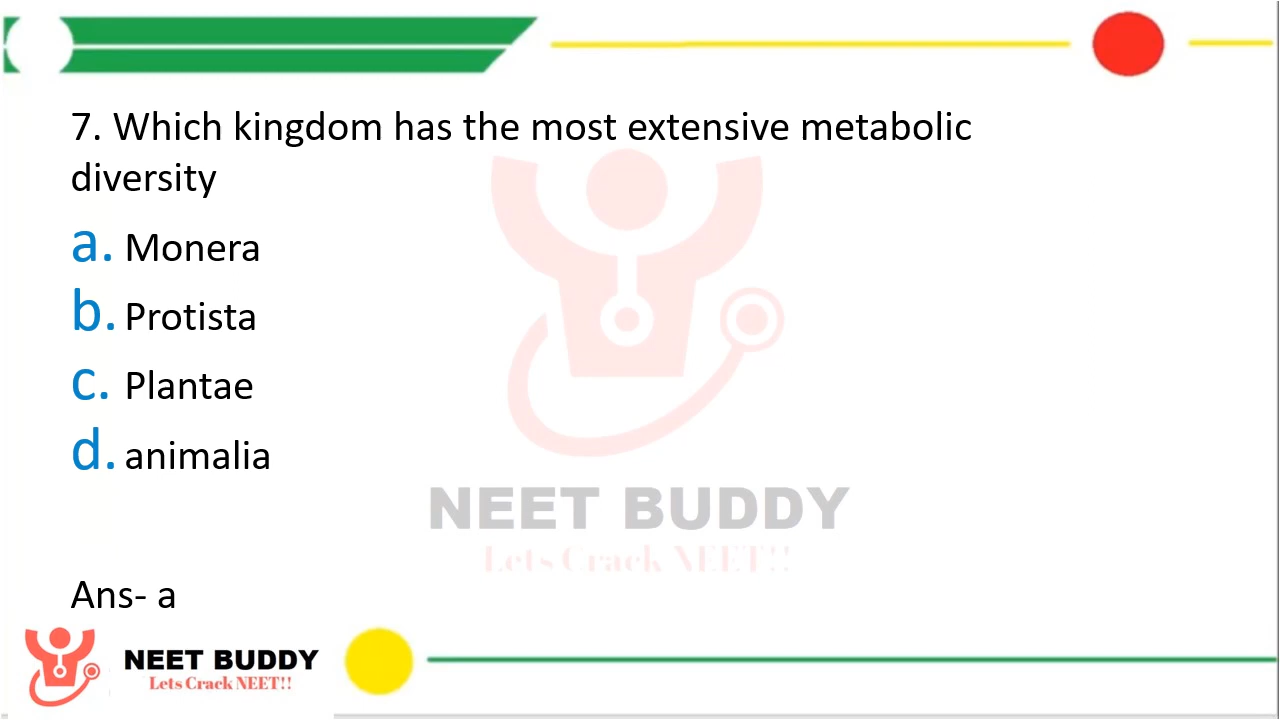 7. Which kingdom has the most extensive metabolic
diversity
a. Monera
b. Protista
c. Plantae
d. animalia
NEET BUDDY
Lets Crack NEET!!
Ans- a
NEET BUDDY
Lets Crack NEET!!